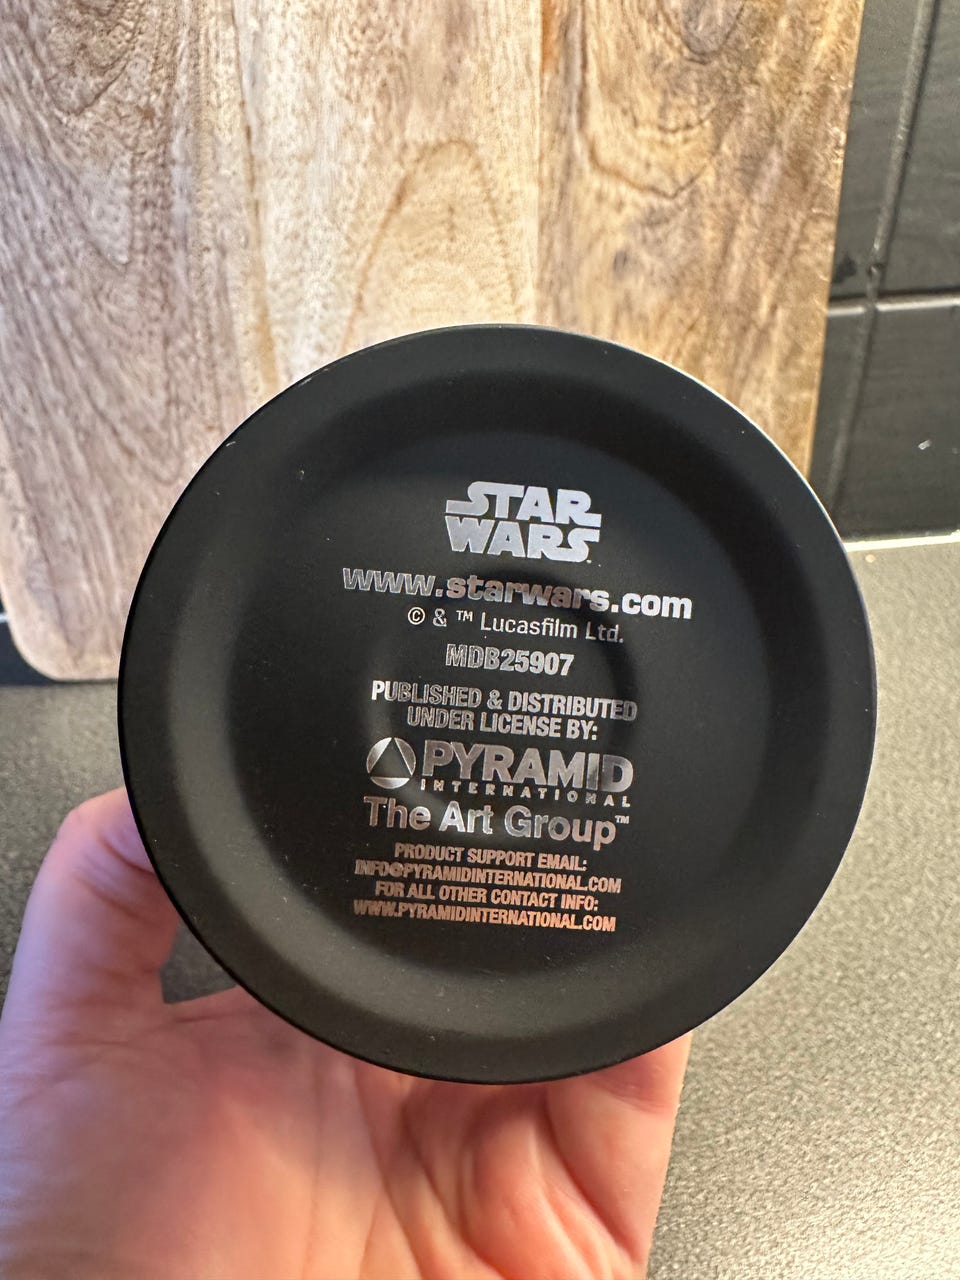 STAR
WARS
www.starwars.com
© & ™ Lucasfilm Ltd.
MDB25907
PUBLISHED & DISTRIBUTED
UNDER LICENSE BY:
PYRAMID
INTERNATIONAL
The Art Group™
PRODUCT SUPPORT EMAIL:
INFO@PYRAMIDINTERNATIONAL.COM
FOR ALL OTHER CONTACT INFO:
WWW.PYRAMIDINTERNATIONAL.COM